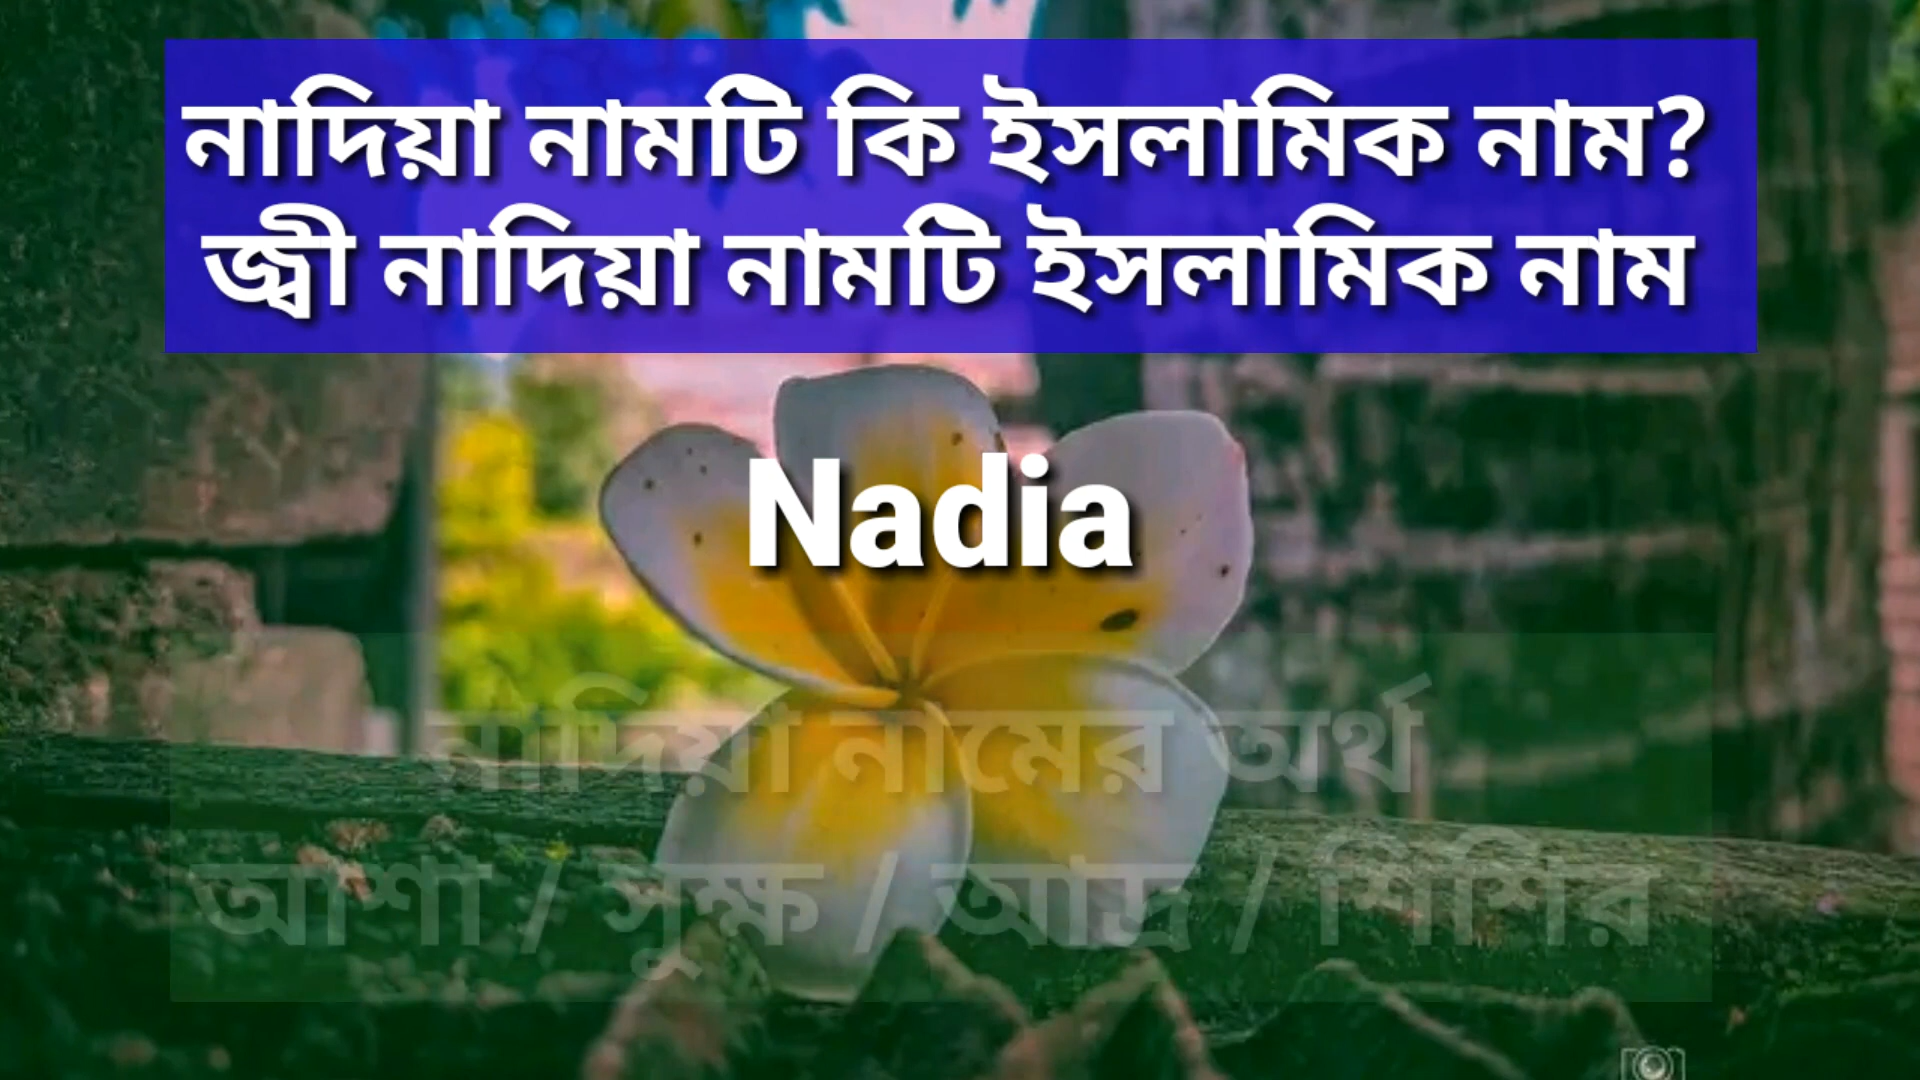 নাদিয়া নামটি কি ইসলামিক নাম?
জ্বী নাদিয়া নামটি ইসলামিক নাম
Nadia
নাদিয়া নামের অর্থ
আশা / সুক্ষ / আদ্র / শিশির